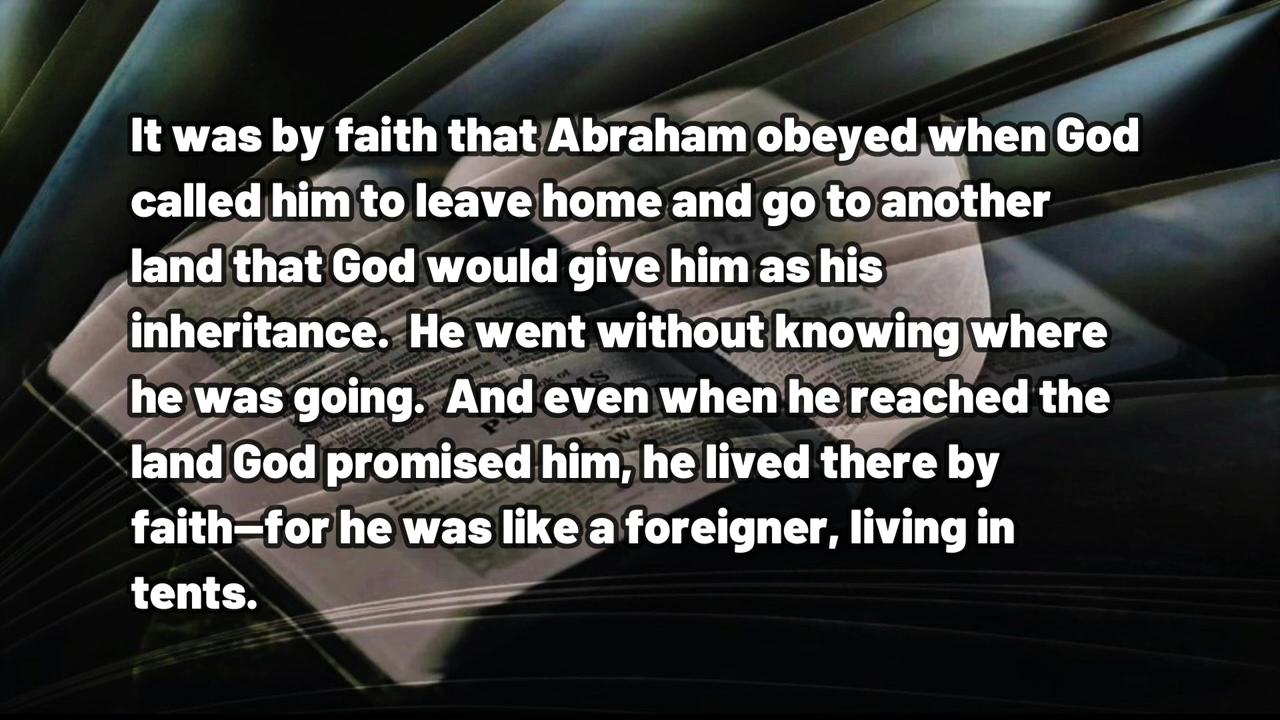 It was by faith that Abraham obeyed when God
called him to leave home and go to another
land that God would give him as his
inheritance.  He went without knowing where
he was going.  And even when he reached the
land God promised him, he lived there by
faith—for he was like a foreigner, living in
tents.